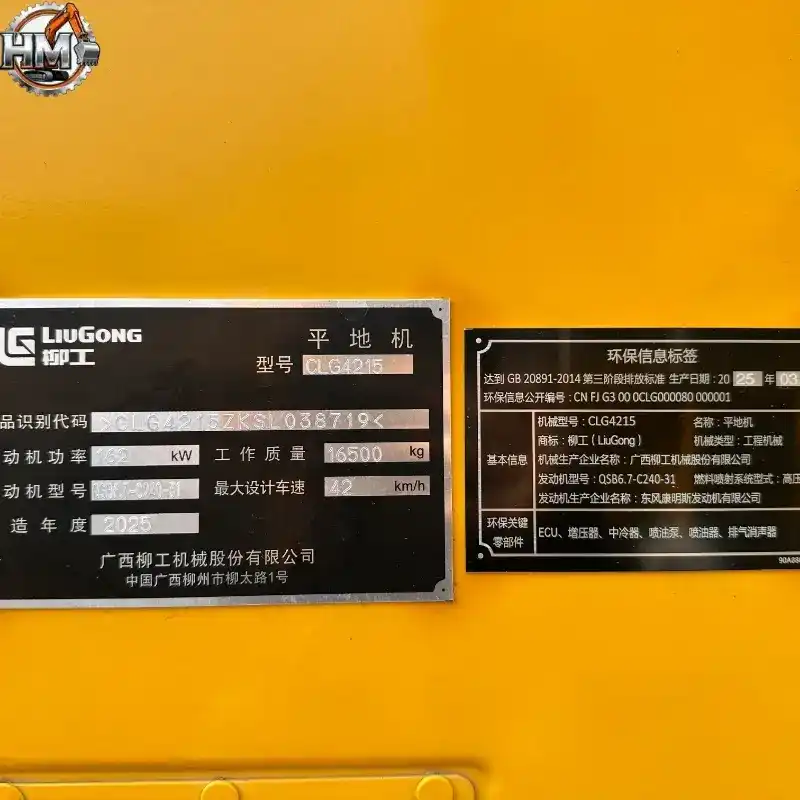 HM
LIUGONG
柳工
平地机
型号 CLG4215
品识别代码 >CLG4215ZKSL038719<
动机功率 162 kW 工作质量 16500 kg
动机型号 最大设计车速 42 km/h
造年度 2025
广西柳工机械股份有限公司
中国广西柳州市柳太路1号
环保信息标签
达到 GB 20891-2014 第三阶段排放标准 生产日期: 20 25 年 03
环保信息公开编号: CN FJ G3 00 0CLG000080 000001
基本信息
机械型号: CLG4215 名称: 平地机
商标: 柳工 ( LiuGong ) 机械类型: 工程机械
机械生产企业名称: 广西柳工机械股份有限公司
发动机型号: QSB6.7-C240-31 燃料喷射系统型式: 高压
发动机生产企业名称: 东风康明斯发动机有限公司
环保关键
零部件
ECU、增压器、中冷器、喷油泵、喷油器、排气消声器